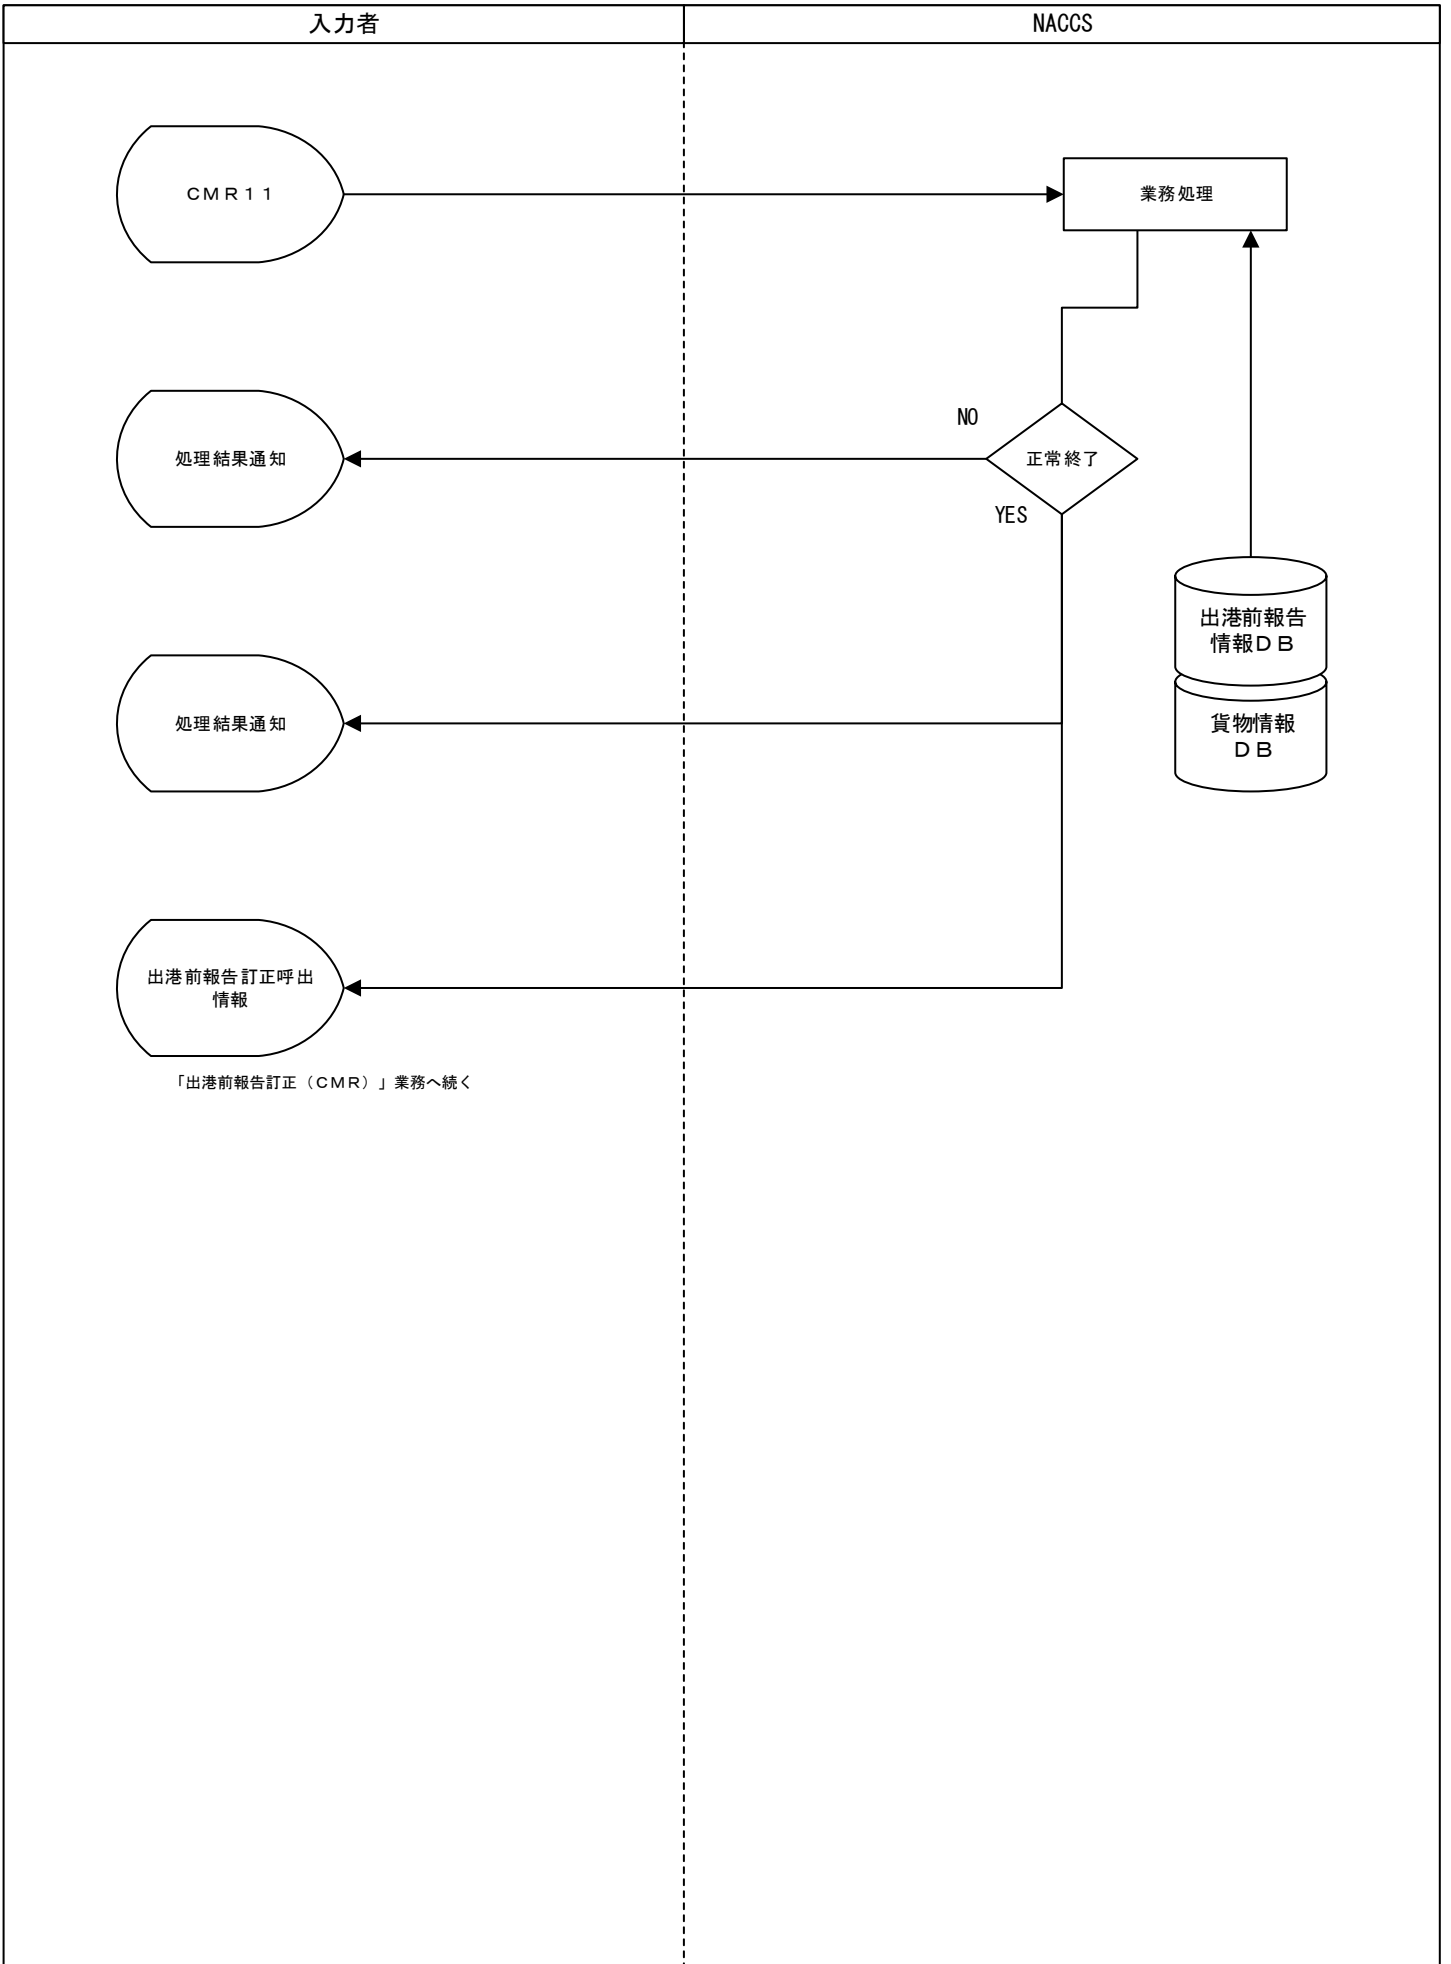 入力者
NACCS
ＣＭＲ１１
業務処理
NO
処理結果通知
正常終了
YES
出港前報告
情報ＤＢ
処理結果通知
貨物情報
ＤＢ
出港前報告訂正呼出
情報
「出港前報告訂正（ＣＭＲ）」業務へ続く